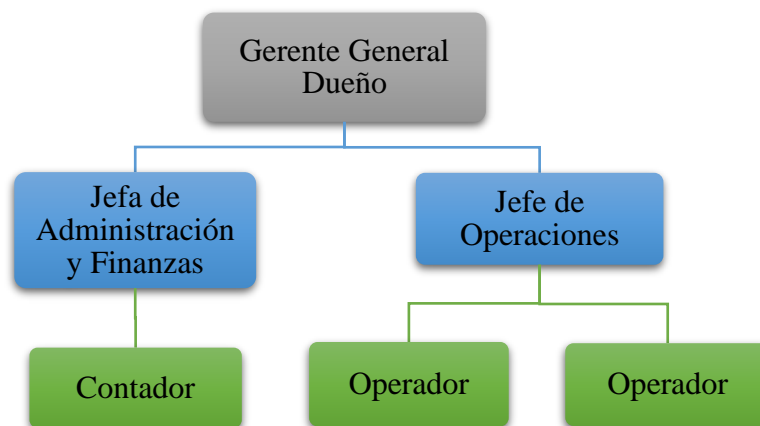 Gerente General
Dueño
Jefa de
Administración
y Finanzas
Jefe de
Operaciones
Contador
Operador
Operador